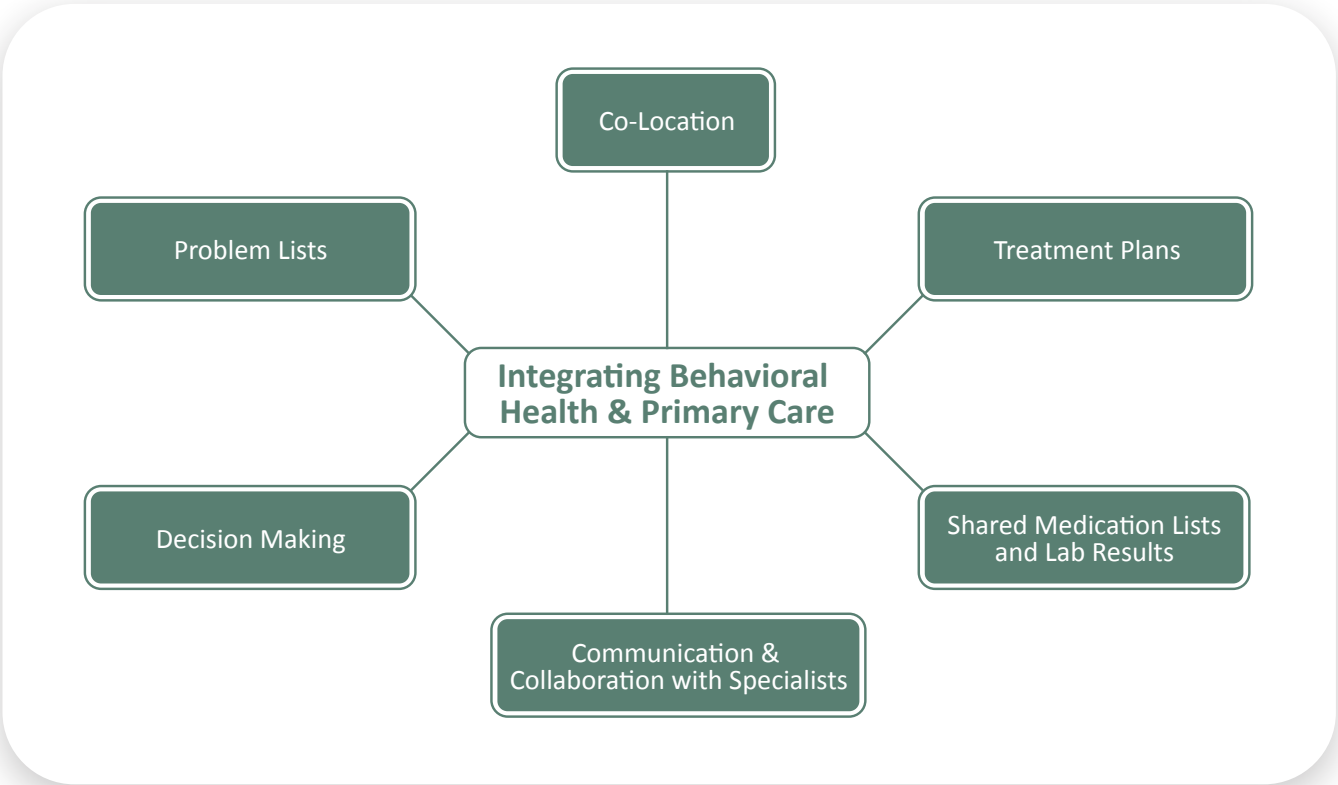 Co-Location
Problem Lists
Treatment Plans
Integrating Behavioral
Health & Primary Care
Decision Making
Shared Medication Lists
and Lab Results
Communication &
Collaboration with Specialists